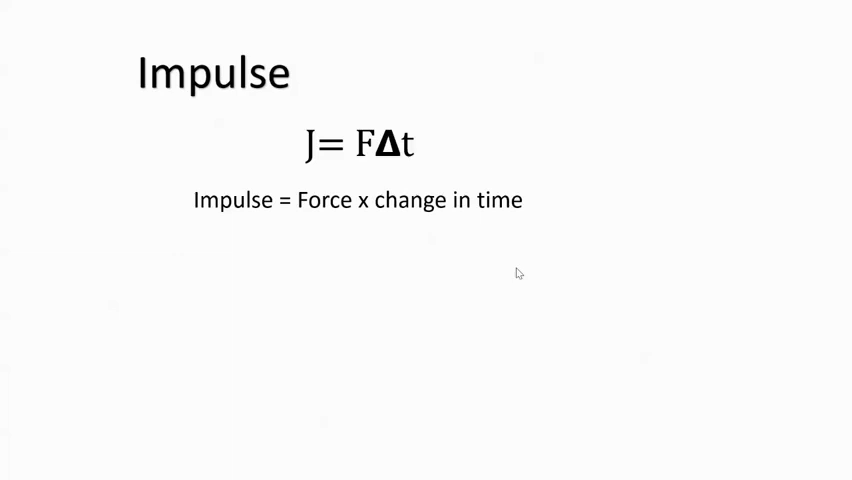 Impulse
J= FΔt
Impulse = Force x change in time